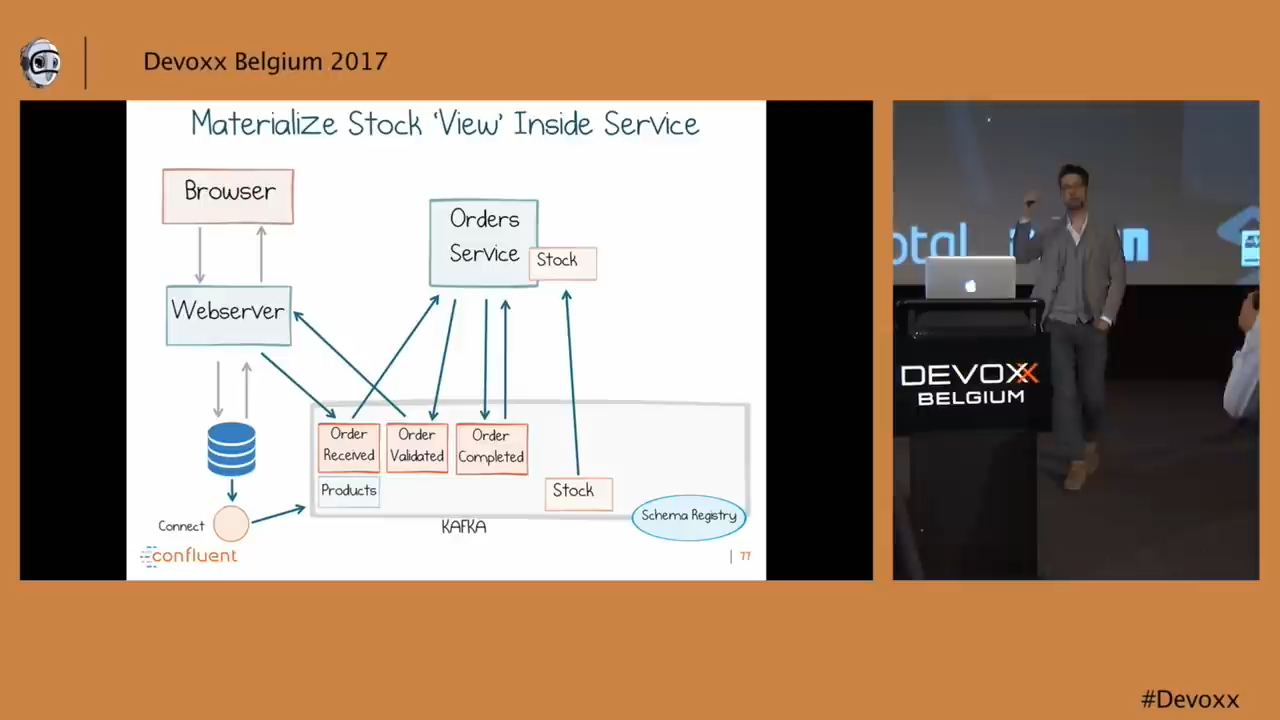 Devoxx Belgium 2017
Materialize Stock 'View' Inside Service
Browser
Orders
Service
Stock
Webserver
Order
Received
Order
Validated
Order
Completed
Products
Stock
Schema Registry
Connect
KAFKA
confluent
| 77
DEVOXX
BELGIUM
#Devoxx